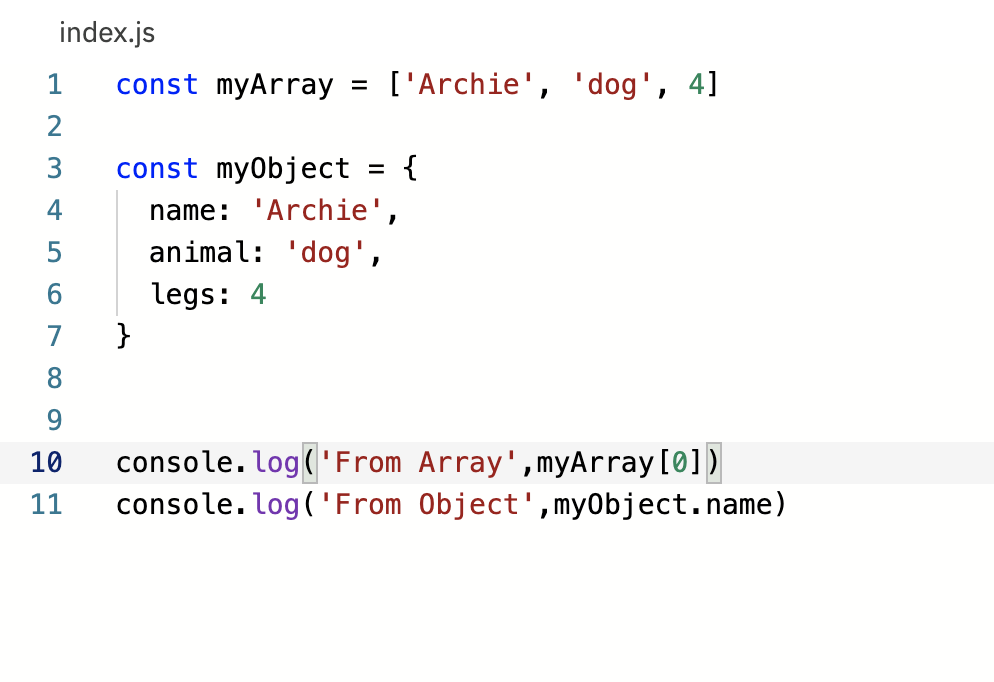 index.js
1 const myArray = ['Archie', 'dog', 4]
2
3 const myObject = {
4   name: 'Archie',
5   animal: 'dog',
6   legs: 4
7 }
8
9
10 console.log('From Array',myArray[0])
11 console.log('From Object',myObject.name)